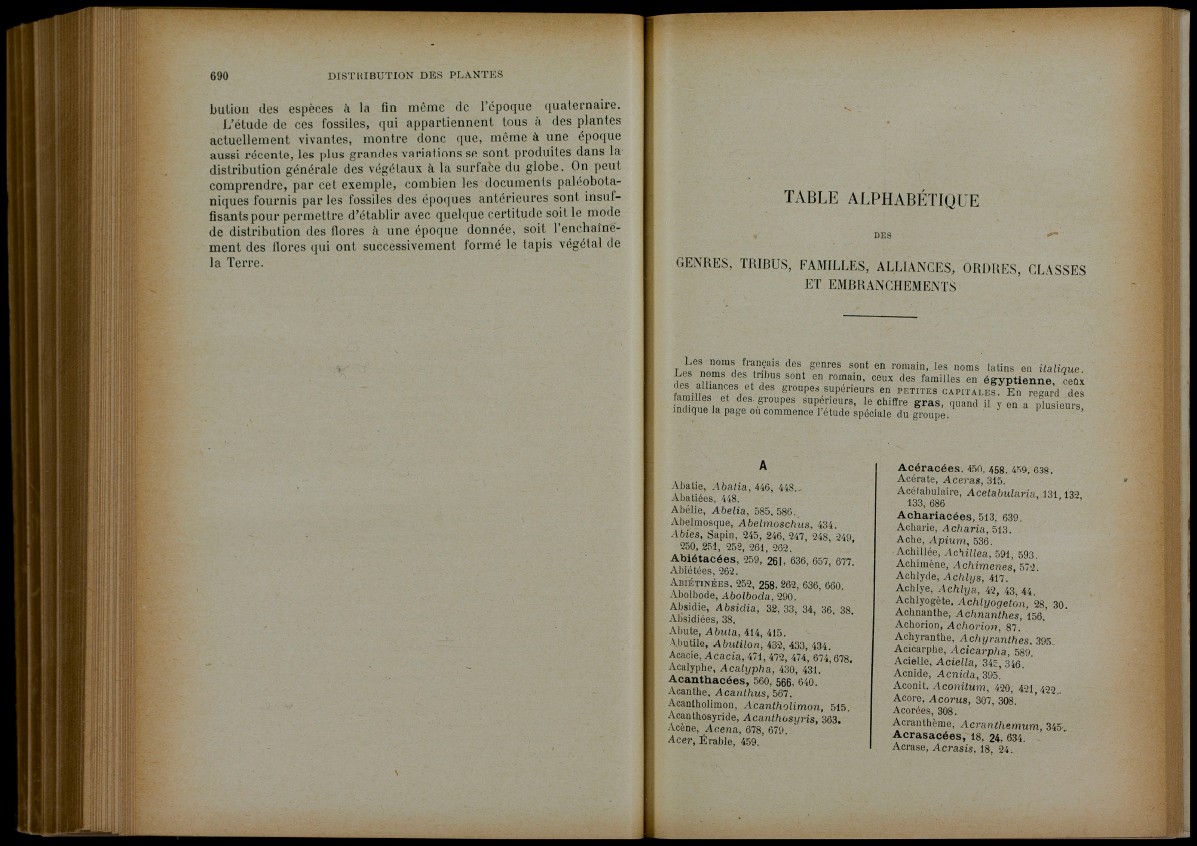 690 DISTRIBUTION DES PLANTES
bution des espèces à la fin même de l'époque quaternaire.
L'étude de ces fossiles, qui appartiennent tous à des plantes
actuellement vivantes, montre donc que, même à une époque
aussi récente, les plus grandes variations se sont produites dans la
distribution générale des végétaux à la surface du globe. On peut
comprendre, par cet exemple, combien les documents paléobota-
niques fournis par les fossiles des époques antérieures sont insuf-
fisants pour permettre d'établir avec quelque certitude soit le mode
de distribution des flores à une époque donnée, soit l'enchaîne-
ment des flores qui ont successivement formé le tapis végétal de
la Terre.
TABLE ALPHABÉTIQUE
DES
GENRES, TRIBUS, FAMILLES, ALLIANCES, ORDRES, CLASSES
ET EMBRANCHEMENTS
Les noms français des genres sont en romain, les noms latins en italique.
Les noms des tribus sont en romain, ceux des familles en égyptienne, ceux
des alliances et des groupes supérieurs en PETITES CAPITALES. En regard des
familles et des groupes supérieurs, le chiffre gras, quand il y en a plusieurs,
indique la page où commence l'étude spéciale du groupe.
A
Abatie, Abatia, 446, 448.
Abatiées, 448.
Abélie, Abelia, 585, 586.
Abelmosque, Abelmoschus, 434.
Abies, Sapin, 245, 246, 247, 248, 249,
250, 251, 252, 261, 262.
Abiétacées, 259, 261, 636, 657, 677.
Abiétées, 262.
ABIÉTINÉES, 252, 258, 262, 636, 660.
Abolbode, Abolboda, 290.
Absidie, Absidia, 32, 33, 34, 36, 38.
Absidiées, 38.
Abute, Abuta, 414, 415.
Abutile, Abutilon, 432, 433, 434.
Acacie, Acacia, 471, 472, 474, 674, 678.
Acalyphe, Acalypha, 430, 431.
Acanthacées, 560, 566, 640.
Acanthe, Acanthus, 567.
Acantholimon, Acantholimon, 515.
Acanthosyride, Acanthosyris, 363.
Acène, Acena, 678, 679.
Acer, Érable, 459.
Acéracées, 450, 458, 459, 638.
Acérate, Aceras, 315.
Acétabulaire, Acetabularia, 131, 132,
133, 686
Achariacées, 513, 639.
Acharie, Acharia, 513.
Ache, Apium, 536.
Achillée, Achillea, 591, 593.
Achimène, Achimenes, 572.
Achlyde, Achlys, 417.
Achlye, Achlya, 42, 43, 44.
Achlyogète, Achlyogeton, 28, 30.
Achnanthe, Achnanthes, 156.
Achorion, Achorion, 87.
Achyranthe, Achyranthes, 395.
Acicarphe, Acicarpha, 589.
Acielle, Aciella, 345, 346.
Acnide, Acnida, 395.
Aconit, Aconitum, 420, 421, 422.
Acore, Acorus, 307, 308.
Acorées, 308.
Acranthème, Acranthemum, 345.
Acrasacées, 18, 24, 634.
Acrase, Acrasis, 18, 24.